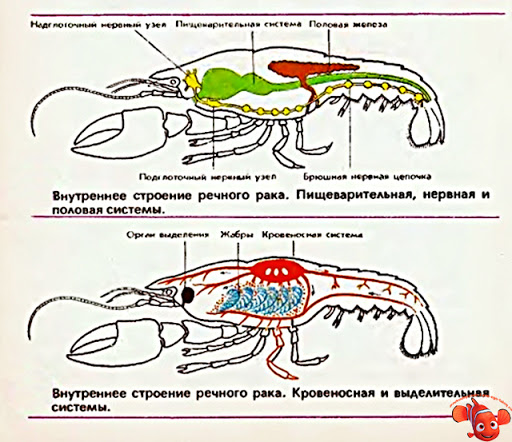 Надглоточный нервный узел Пищеварительная система Половая железа
Подглоточный нервный узел Брюшная нервная цепочка
Внутреннее строение речного рака. Пищеварительная, нервная и
половая системы.
Орган выделения Жабры Кровеносная система
Внутреннее строение речного рака. Кровеносная и выделительная
системы.